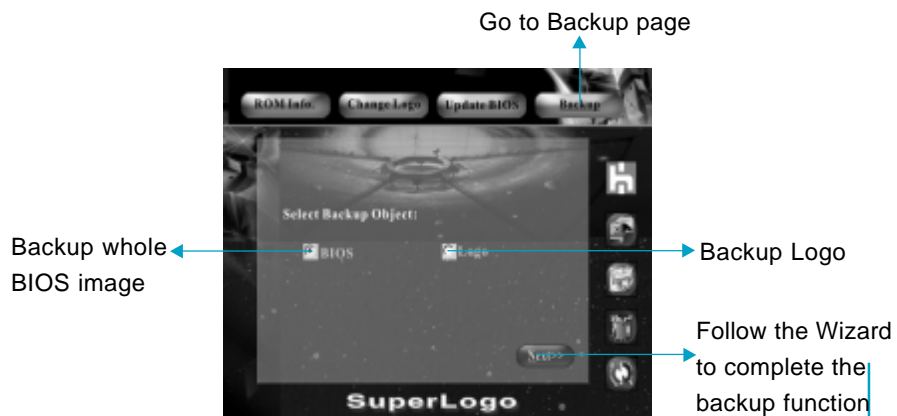 Go to Backup page
ROM Info. Change Logo Update BIOS Backup
Select Backup Object:
BIOS Logo
Backup whole
BIOS image
Backup Logo
Next>>
Follow the Wizard
to complete the
backup function
SuperLogo